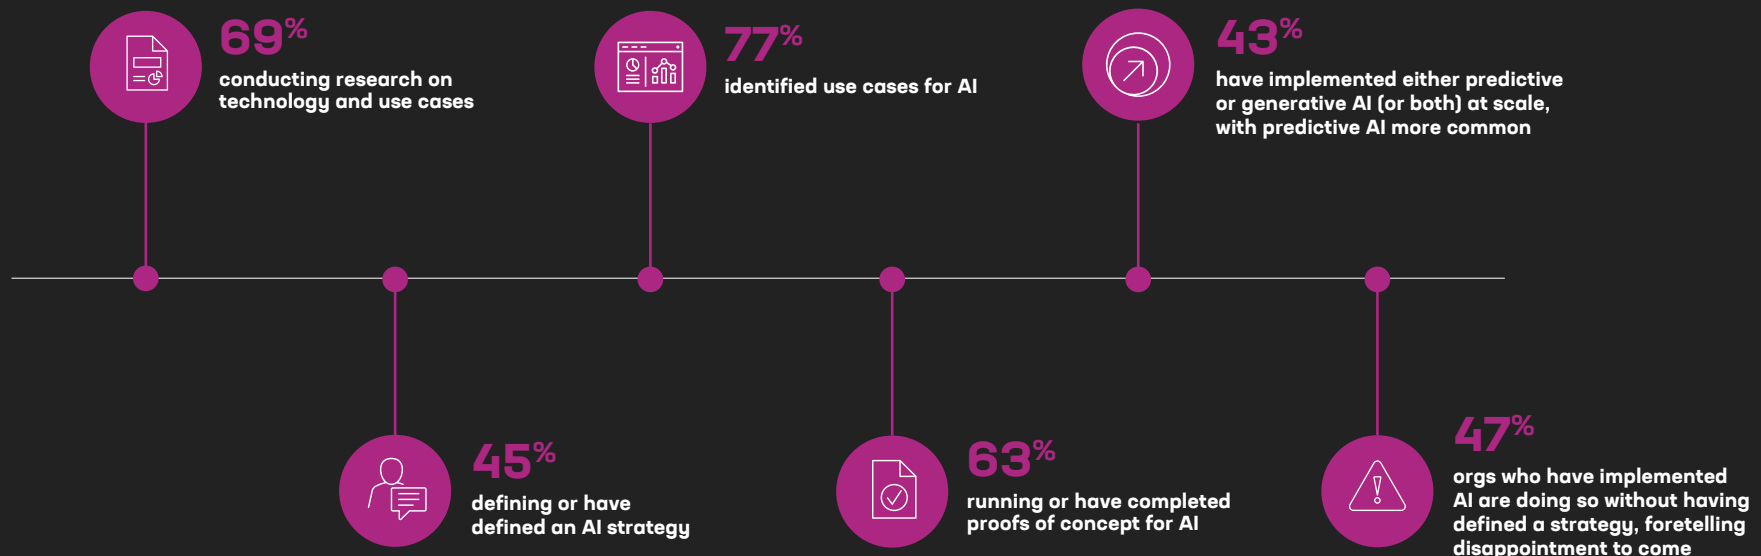 69%
conducting research on
technology and use cases
45%
defining or have
defined an AI strategy
77%
identified use cases for AI
63%
running or have completed
proofs of concept for AI
43%
have implemented either predictive
or generative AI (or both) at scale,
with predictive AI more common
47%
orgs who have implemented
AI are doing so without having
defined a strategy, foretelling
disappointment to come